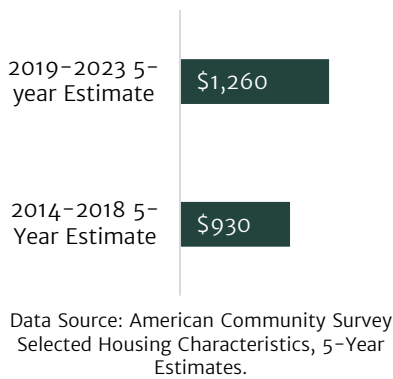 2019-2023 5-
year Estimate
$1,260
2014-2018 5-
Year Estimate
$930
Data Source: American Community Survey
Selected Housing Characteristics, 5-Year
Estimates.